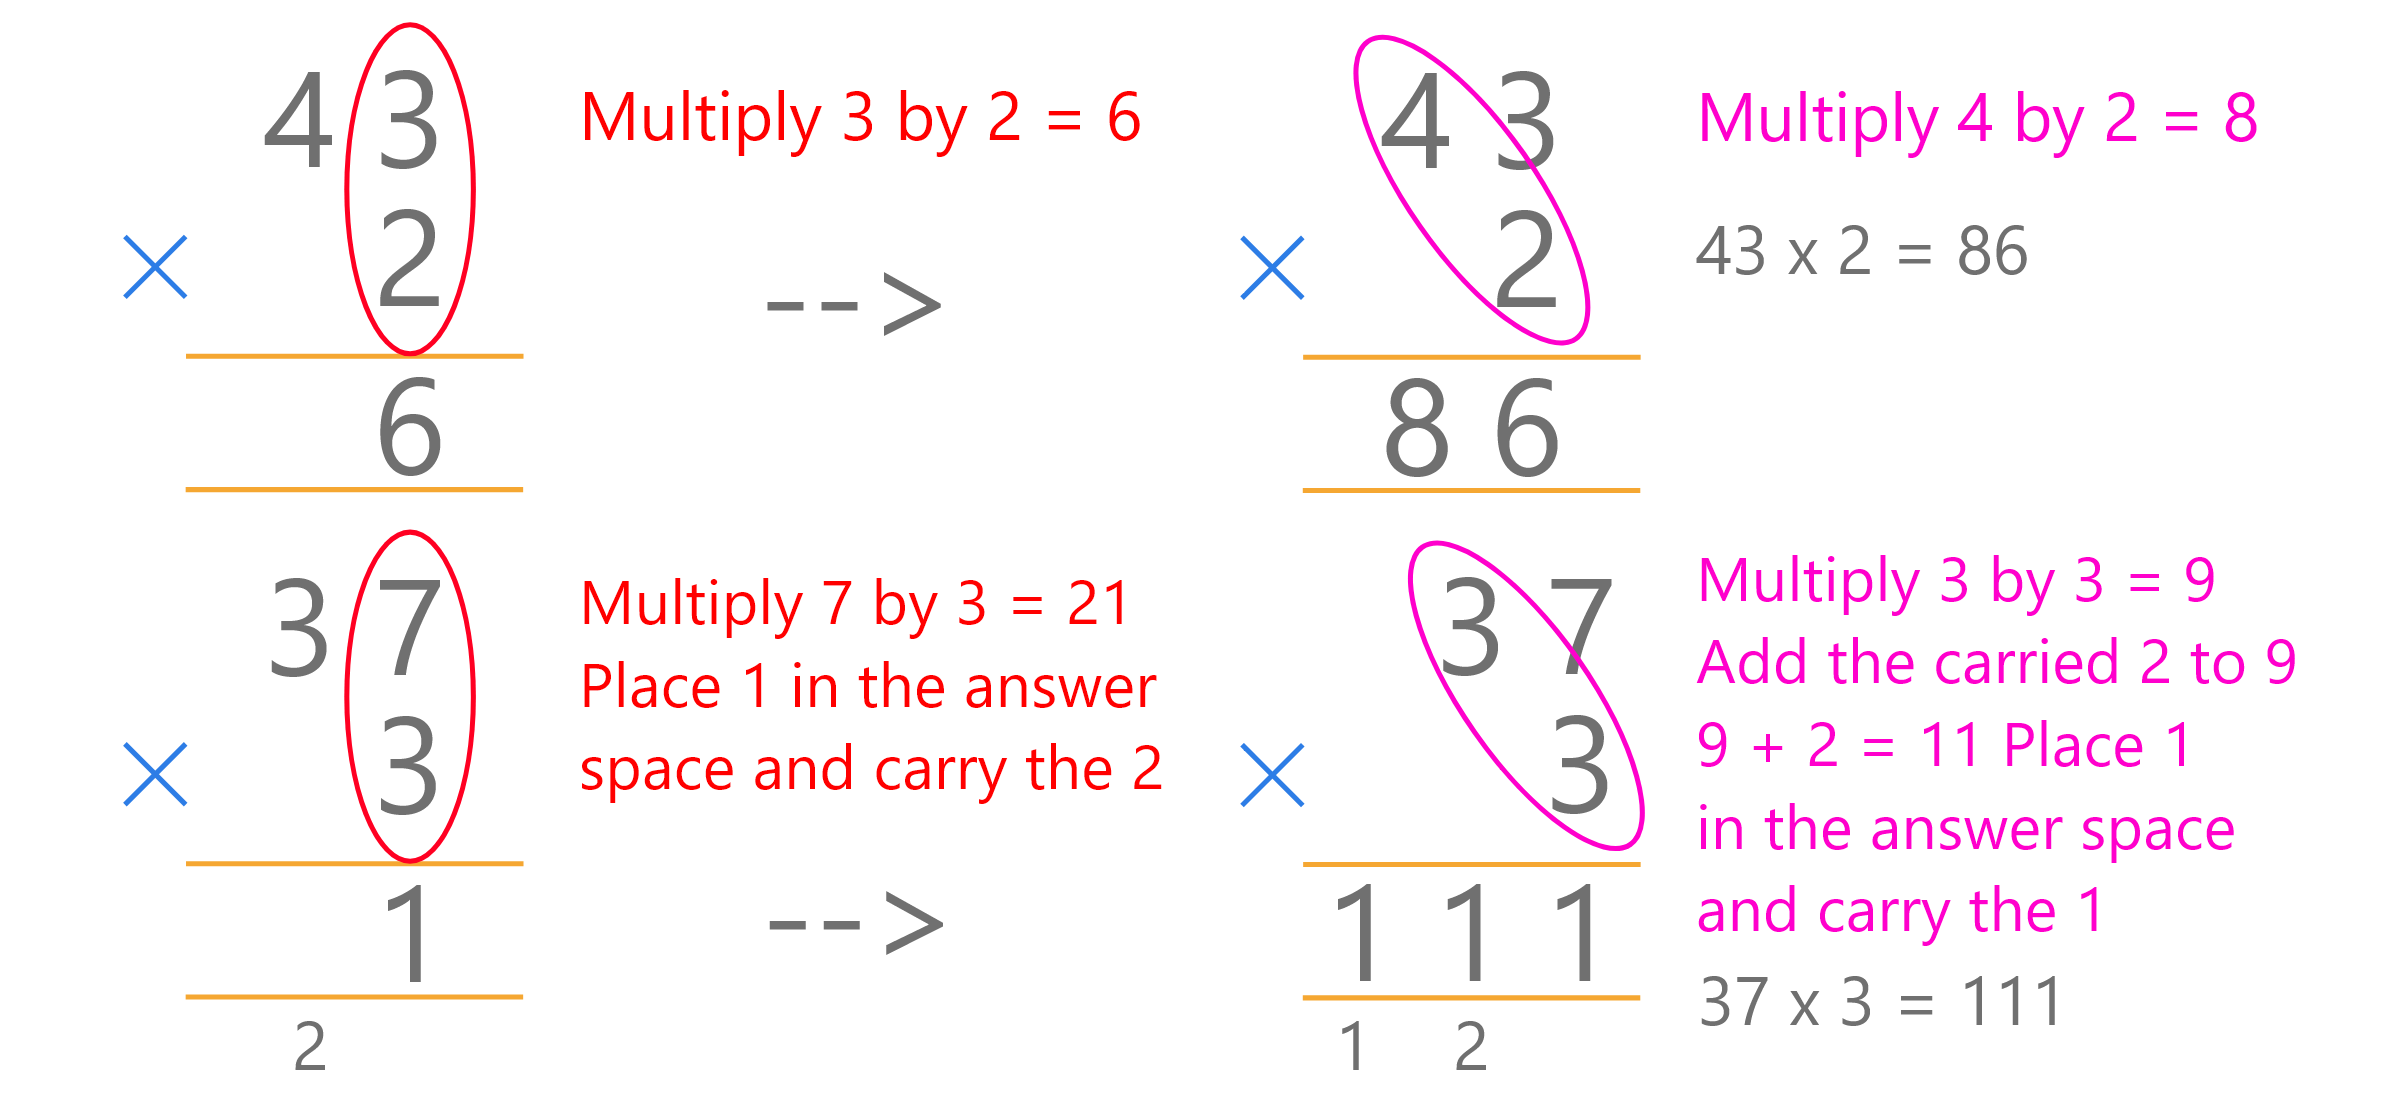 4 3
× 2
6
Multiply 3 by 2 = 6
-->
4 3
× 2
8 6
Multiply 4 by 2 = 8
43 x 2 = 86
3 7
× 3
1
2
Multiply 7 by 3 = 21
Place 1 in the answer
space and carry the 2
-->
3 7
× 3
1 1 1
1 2
Multiply 3 by 3 = 9
Add the carried 2 to 9
9 + 2 = 11 Place 1
in the answer space
and carry the 1
37 x 3 = 111